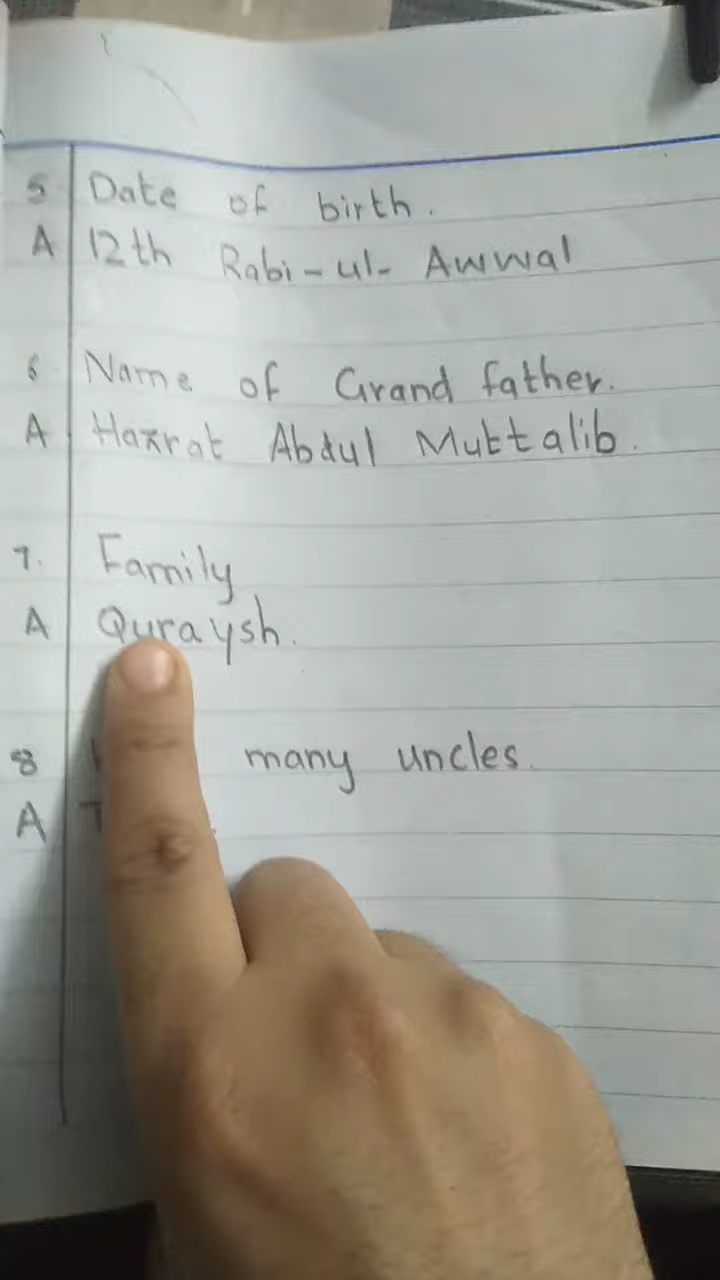 5 Date of birth.
A 12th Rabi-ul-Awwal
6 Name of Grand father.
A Hazrat Abdul Muttalib.
7. Family
A Quraysh.
8 many uncles.
A